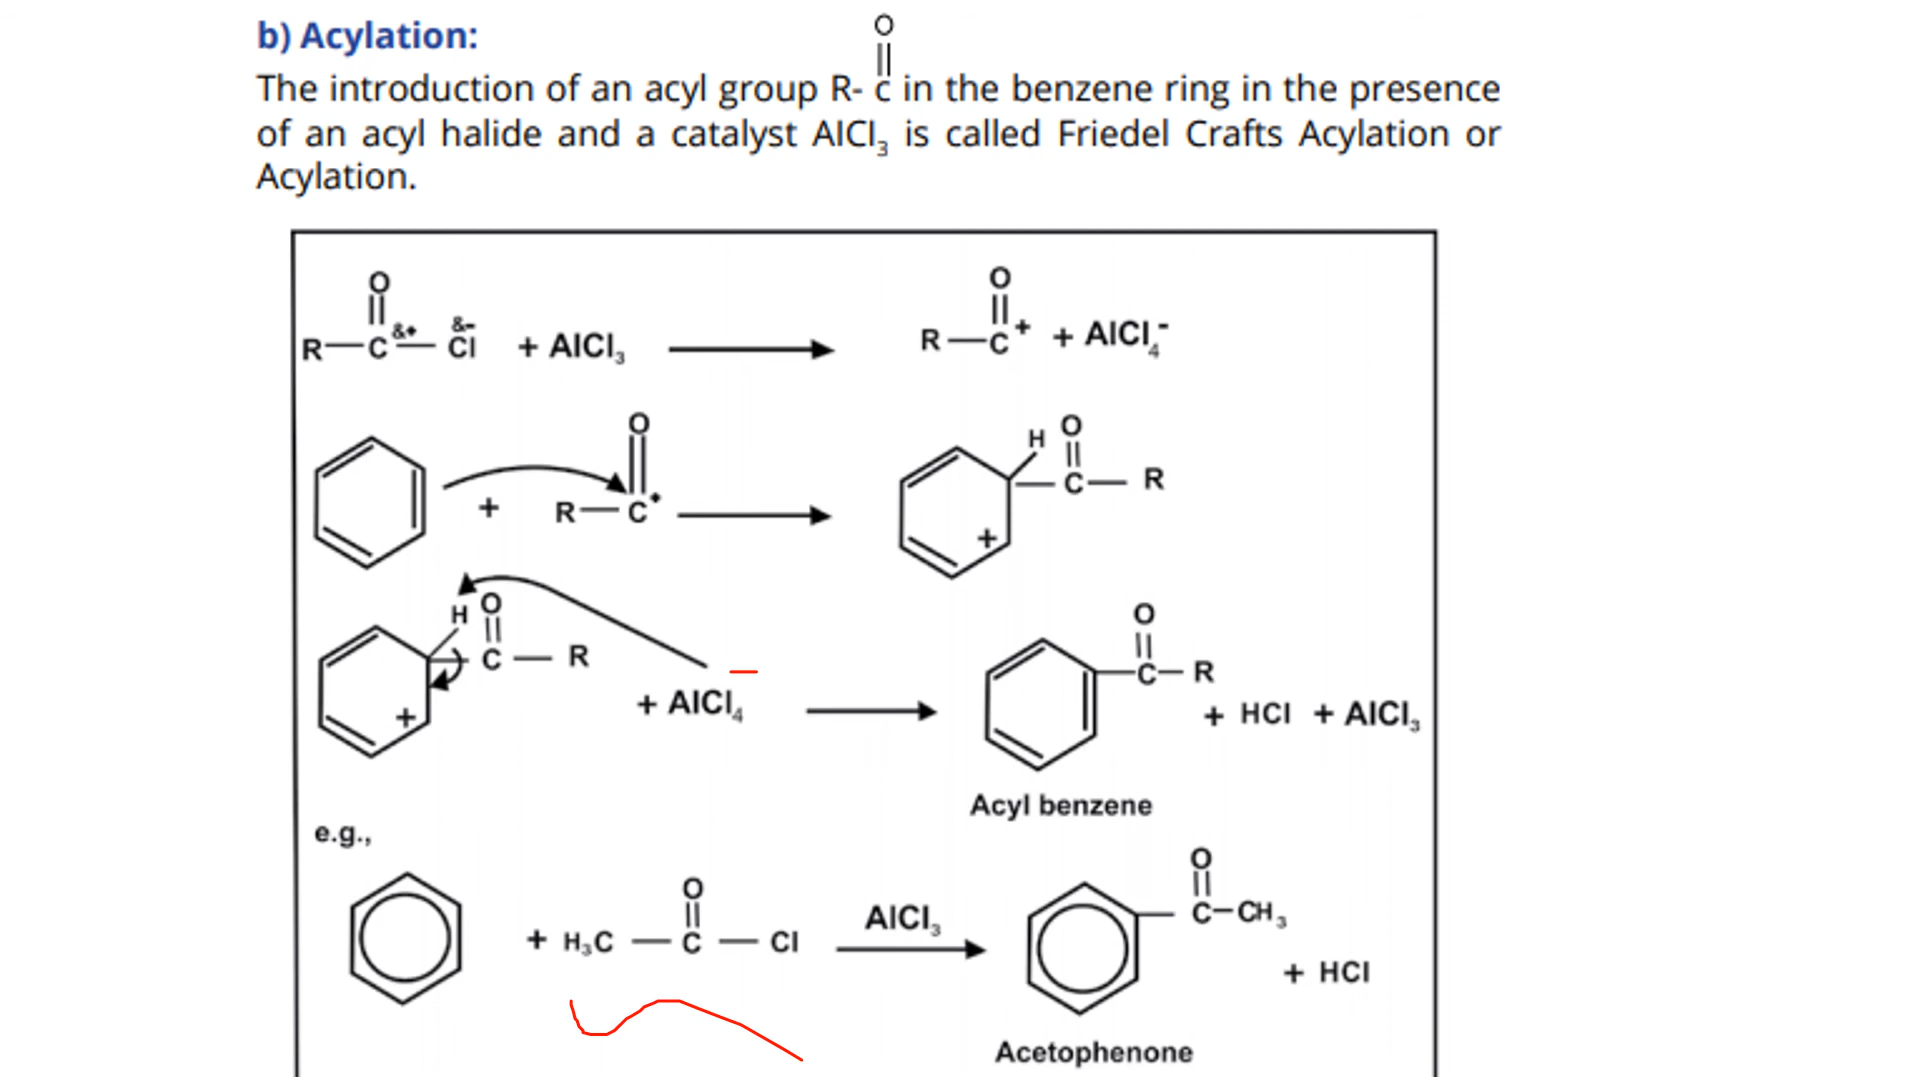 b) Acylation:
O
||
The introduction of an acyl group R- c in the benzene ring in the presence
of an acyl halide and a catalyst AlCl₃ is called Friedel Crafts Acylation or
Acylation.
O
||
R—C&+—Cl&- + AlCl₃
O
||
R—C+ + AlCl₄-
+ R—C+
O
||
H O
||
C—R
+
H O
||
C—R
+
+ AlCl₄ –
O
||
C—R
+ HCl + AlCl₃
Acyl benzene
e.g.,
O
||
+ H₃C—C—Cl
AlCl₃
O
||
C—CH₃
+ HCl
Acetophenone